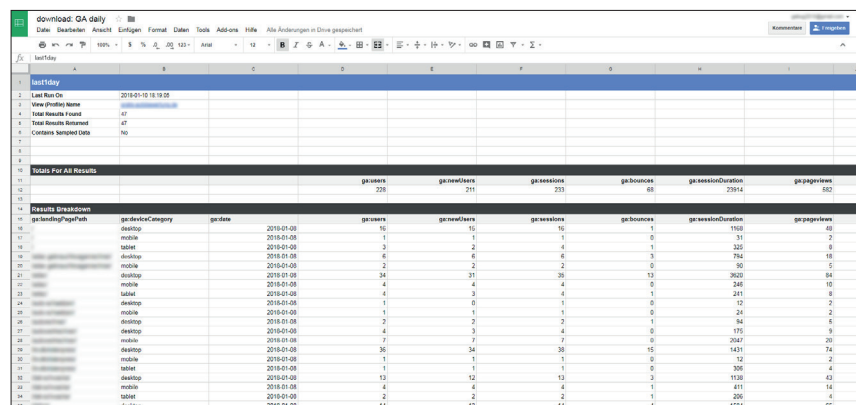 download: GA daily
Datei Bearbeiten Ansicht Einfügen Format Daten Tools Add-ons Hilfe Alle Änderungen in Drive gespeichert
Kommentare Freigeben
100% $ % .0 .00 123 Arial 12 B I S A
fx last1day
A B C D E F G H I
1 last1day
2 Last Run On 2018-01-10 18:19:05
3 View (Profile) Name
4 Total Results Found 47
5 Total Results Returned 47
6 Contains Sampled Data No
7
8
9
10 Totals For All Results
11 ga:users ga:newUsers ga:sessions ga:bounces ga:sessionDuration ga:pageviews
12 228 211 233 68 23914 582
13
14 Results Breakdown
15 ga:landingPagePath ga:deviceCategory ga:date ga:users ga:newUsers ga:sessions ga:bounces ga:sessionDuration ga:pageviews
16 desktop 2018-01-08 16 15 16 1 1168 48
17 mobile 2018-01-08 1 1 1 0 31 2
18 tablet 2018-01-08 3 2 4 1 325 8
19 desktop 2018-01-08 6 6 6 3 794 18
20 mobile 2018-01-08 2 2 2 0 90 5
21 desktop 2018-01-08 34 31 35 13 3620 84
22 mobile 2018-01-08 4 4 4 0 246 10
23 tablet 2018-01-08 4 3 4 1 241 8
24 desktop 2018-01-08 1 0 1 0 12 2
25 mobile 2018-01-08 1 1 1 0 24 2
26 desktop 2018-01-08 2 2 2 1 94 6
27 desktop 2018-01-08 4 3 4 0 175 9
28 mobile 2018-01-08 7 7 7 0 2047 20
29 desktop 2018-01-08 36 34 38 15 1431 74
30 mobile 2018-01-08 1 1 1 0 12 2
31 tablet 2018-01-08 1 1 1 0 306 4
32 desktop 2018-01-08 13 12 13 3 1138 43
33 mobile 2018-01-08 4 4 4 1 411 14
34 tablet 2018-01-08 2 2 2 1 206 4